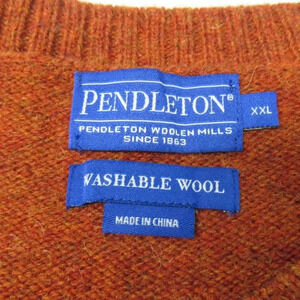 PENDLETON®
XXL
PENDLETON WOOLEN MILLS
SINCE 1863
WASHABLE WOOL
MADE IN CHINA